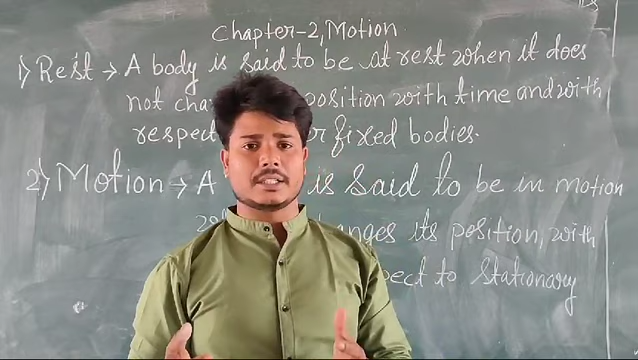 Chapter-2, Motion
1) Rest → A body is said to be at rest when it does
not cha position with time and with
respect r fixed bodies.
2) Motion → A is said to be in motion
anges its position, with
pect to Stationary